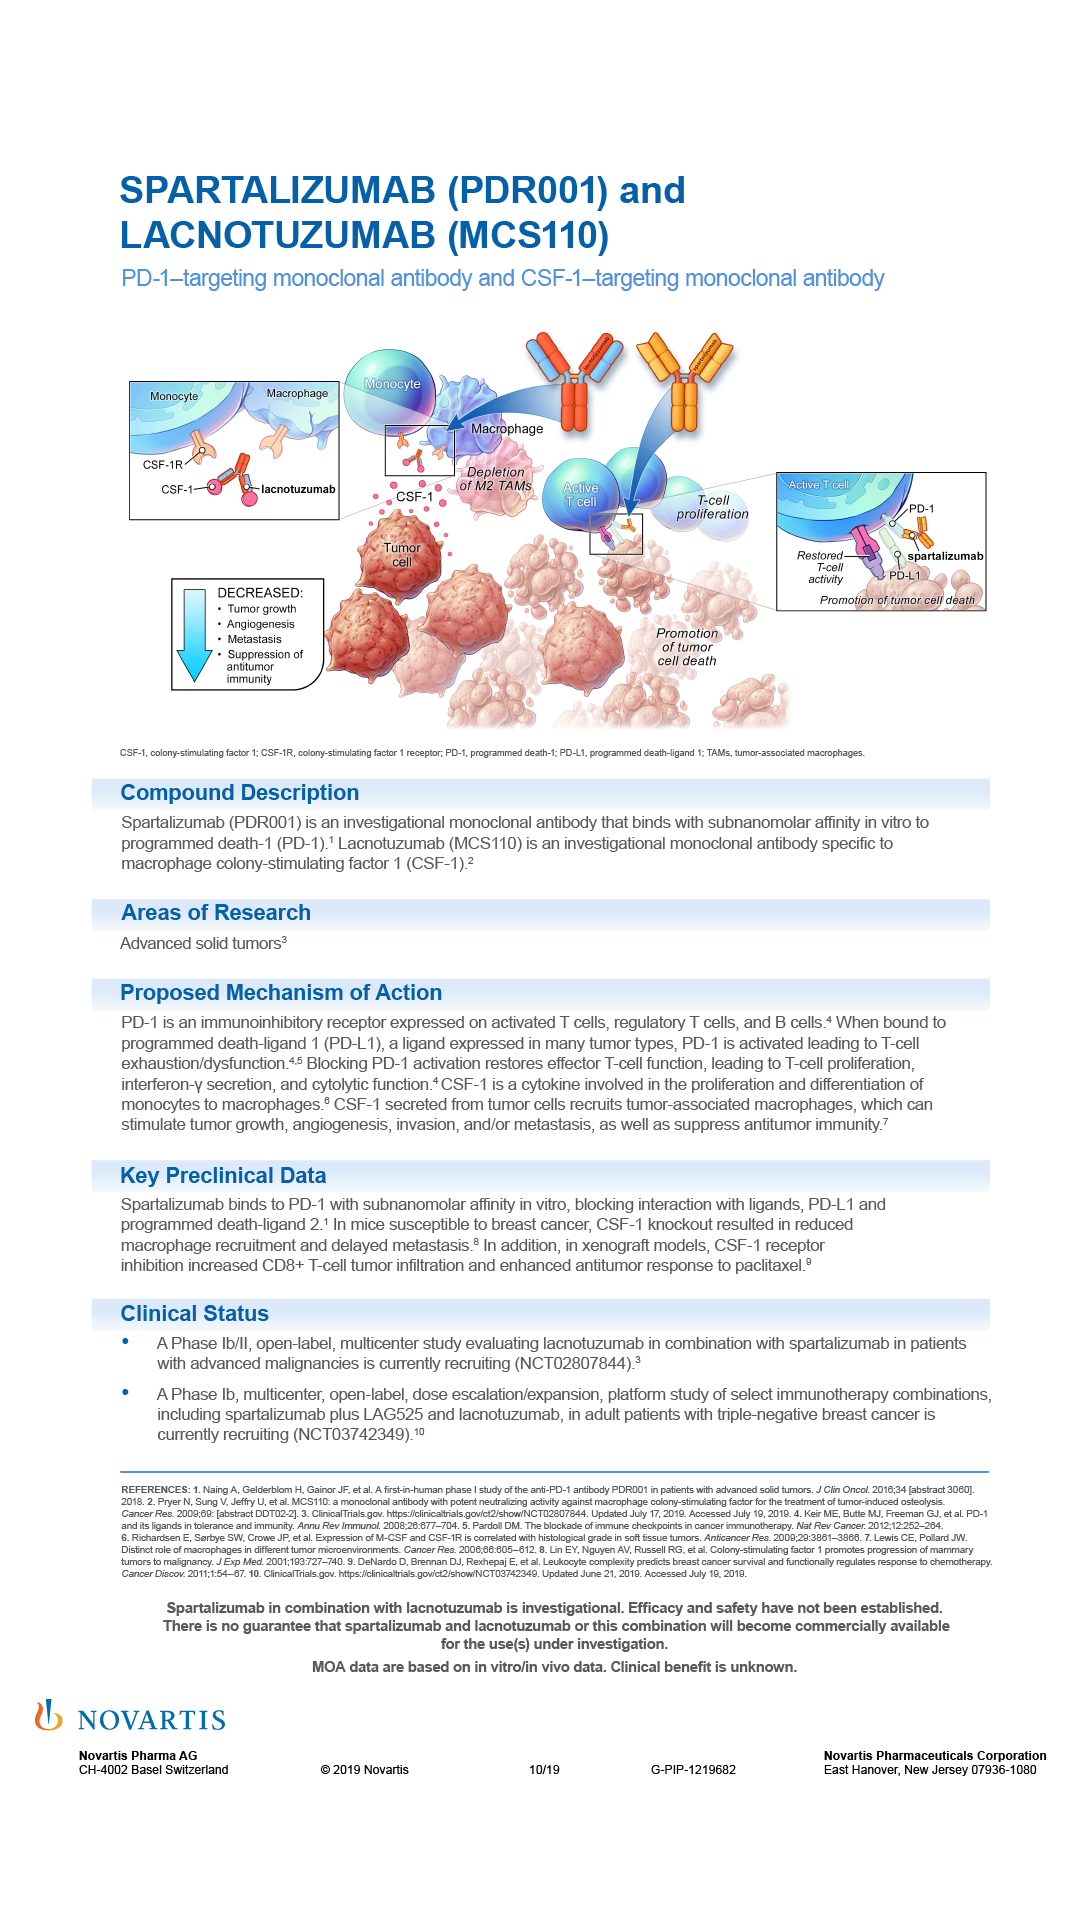 SPARTALIZUMAB (PDR001) and
LACNOTUZUMAB (MCS110)
PD-1–targeting monoclonal antibody and CSF-1–targeting monoclonal antibody
lacnotuzumab
spartalizumab
Monocyte
Macrophage
CSF-1R
CSF-1
lacnotuzumab
Monocyte
Macrophage
Depletion
of M2 TAMs
CSF-1
Tumor
cell
Active
T cell
T-cell
proliferation
Active T cell
PD-1
spartalizumab
Restored
T-cell
activity
PD-L1
Promotion of tumor cell death
DECREASED:
• Tumor growth
• Angiogenesis
• Metastasis
• Suppression of
antitumor
immunity
Promotion
of tumor
cell death
CSF-1, colony-stimulating factor 1; CSF-1R, colony-stimulating factor 1 receptor; PD-1, programmed death-1; PD-L1, programmed death-ligand 1; TAMs, tumor-associated macrophages.
Compound Description
Spartalizumab (PDR001) is an investigational monoclonal antibody that binds with subnanomolar affinity in vitro to
programmed death-1 (PD-1).¹ Lacnotuzumab (MCS110) is an investigational monoclonal antibody specific to
macrophage colony-stimulating factor 1 (CSF-1).²
Areas of Research
Advanced solid tumors³
Proposed Mechanism of Action
PD-1 is an immunoinhibitory receptor expressed on activated T cells, regulatory T cells, and B cells.⁴ When bound to
programmed death-ligand 1 (PD-L1), a ligand expressed in many tumor types, PD-1 is activated leading to T-cell
exhaustion/dysfunction.⁴,⁵ Blocking PD-1 activation restores effector T-cell function, leading to T-cell proliferation,
interferon-γ secretion, and cytolytic function.⁴ CSF-1 is a cytokine involved in the proliferation and differentiation of
monocytes to macrophages.⁶ CSF-1 secreted from tumor cells recruits tumor-associated macrophages, which can
stimulate tumor growth, angiogenesis, invasion, and/or metastasis, as well as suppress antitumor immunity.⁷
Key Preclinical Data
Spartalizumab binds to PD-1 with subnanomolar affinity in vitro, blocking interaction with ligands, PD-L1 and
programmed death-ligand 2.¹ In mice susceptible to breast cancer, CSF-1 knockout resulted in reduced
macrophage recruitment and delayed metastasis.⁸ In addition, in xenograft models, CSF-1 receptor
inhibition increased CD8+ T-cell tumor infiltration and enhanced antitumor response to paclitaxel.⁹
Clinical Status
• A Phase Ib/II, open-label, multicenter study evaluating lacnotuzumab in combination with spartalizumab in patients
with advanced malignancies is currently recruiting (NCT02807844).³
• A Phase Ib, multicenter, open-label, dose escalation/expansion, platform study of select immunotherapy combinations,
including spartalizumab plus LAG525 and lacnotuzumab, in adult patients with triple-negative breast cancer is
currently recruiting (NCT03742349).¹⁰
REFERENCES: 1. Naing A, Gelderblom H, Gainor JF, et al. A first-in-human phase I study of the anti-PD-1 antibody PDR001 in patients with advanced solid tumors. J Clin Oncol. 2016;34 [abstract 3060].
2018. 2. Pryer N, Sung V, Jeffry U, et al. MCS110: a monoclonal antibody with potent neutralizing activity against macrophage colony-stimulating factor for the treatment of tumor-induced osteolysis.
Cancer Res. 2009;69: [abstract DDT02-2]. 3. ClinicalTrials.gov. https://clinicaltrials.gov/ct2/show/NCT02807844. Updated July 17, 2019. Accessed July 19, 2019. 4. Keir ME, Butte MJ, Freeman GJ, et al. PD-1
and its ligands in tolerance and immunity. Annu Rev Immunol. 2008;26:677–704. 5. Pardoll DM. The blockade of immune checkpoints in cancer immunotherapy. Nat Rev Cancer. 2012;12:252–264.
6. Richardsen E, Sørbye SW, Crowe JP, et al. Expression of M-CSF and CSF-1R is correlated with histological grade in soft tissue tumors. Anticancer Res. 2009;29:3861–3866. 7. Lewis CE, Pollard JW.
Distinct role of macrophages in different tumor microenvironments. Cancer Res. 2006;66:605–612. 8. Lin EY, Nguyen AV, Russell RG, et al. Colony-stimulating factor 1 promotes progression of mammary
tumors to malignancy. J Exp Med. 2001;193:727–740. 9. DeNardo D, Brennan DJ, Rexhepaj E, et al. Leukocyte complexity predicts breast cancer survival and functionally regulates response to chemotherapy.
Cancer Discov. 2011;1:54–67. 10. ClinicalTrials.gov. https://clinicaltrials.gov/ct2/show/NCT03742349. Updated June 21, 2019. Accessed July 19, 2019.
Spartalizumab in combination with lacnotuzumab is investigational. Efficacy and safety have not been established.
There is no guarantee that spartalizumab and lacnotuzumab or this combination will become commercially available
for the use(s) under investigation.
MOA data are based on in vitro/in vivo data. Clinical benefit is unknown.
NOVARTIS
Novartis Pharma AG
CH-4002 Basel Switzerland
© 2019 Novartis
10/19
G-PIP-1219682
Novartis Pharmaceuticals Corporation
East Hanover, New Jersey 07936-1080